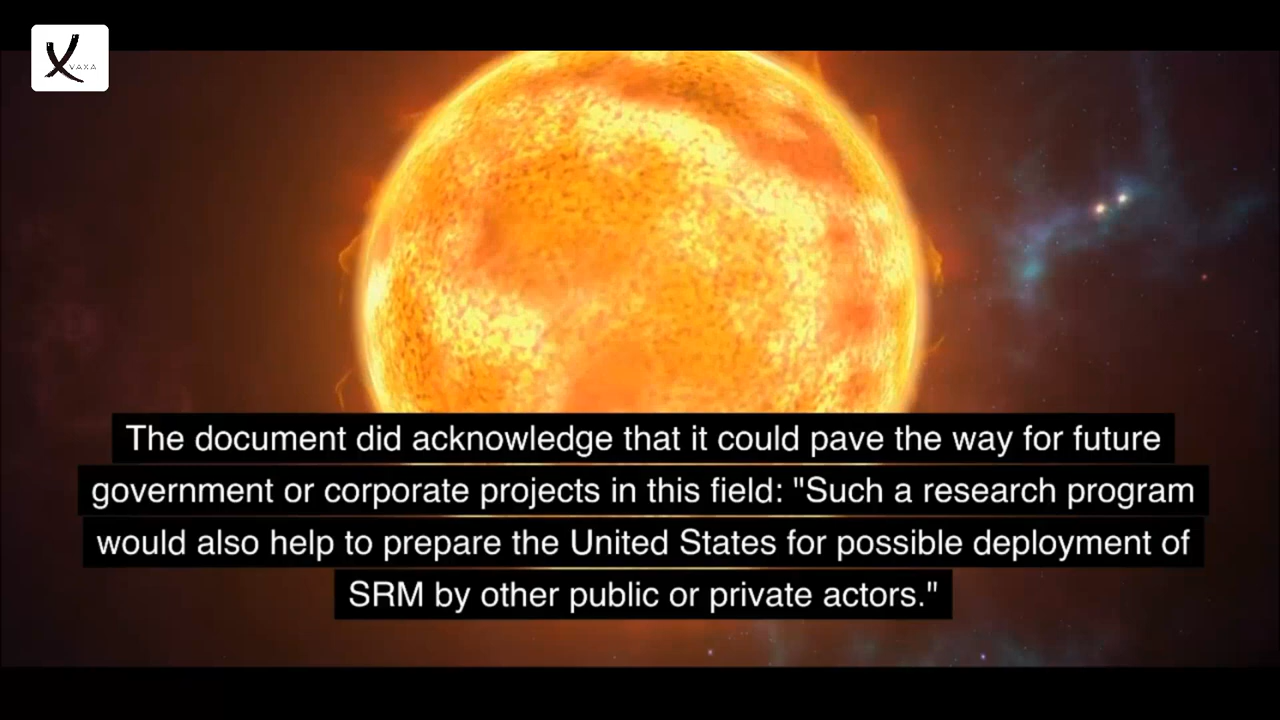 VAXA
The document did acknowledge that it could pave the way for future
government or corporate projects in this field: "Such a research program
would also help to prepare the United States for possible deployment of
SRM by other public or private actors."